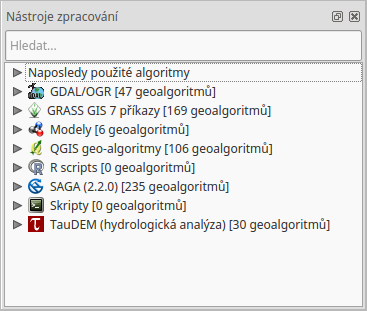 Nástroje zpracování
Hledat...
Naposledy použité algoritmy
GDAL/OGR [47 geoalgoritmů]
GRASS GIS 7 příkazy [169 geoalgoritmů]
Modely [6 geoalgoritmů]
QGIS geo-algoritmy [106 geoalgoritmů]
R scripts [0 geoalgoritmů]
SAGA (2.2.0) [235 geoalgoritmů]
Skripty [0 geoalgoritmů]
TauDEM (hydrologická analýza) [30 geoalgoritmů]